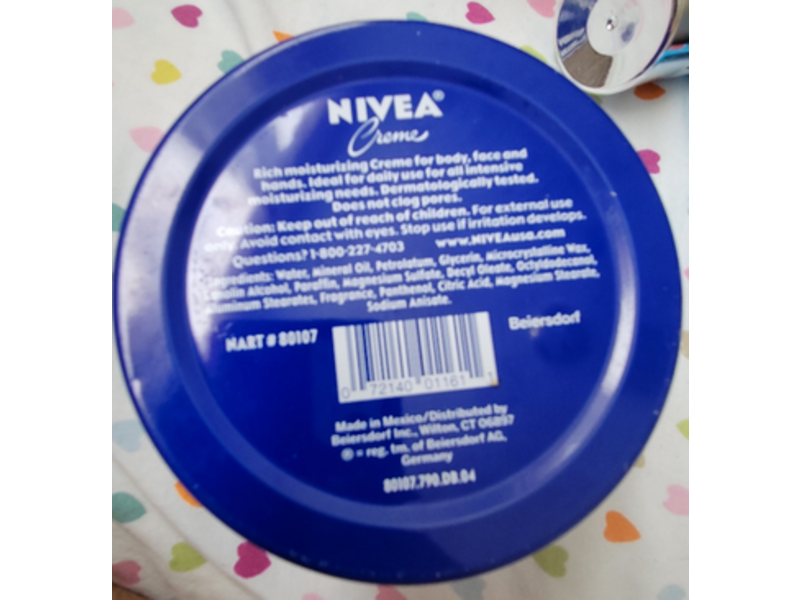 NIVEA®
Creme
Rich moisturizing Creme for body, face and
hands. Ideal for daily use for all intensive
moisturizing needs. Dermatologically tested.
Does not clog pores.
Caution: Keep out of reach of children. For external use
only. Avoid contact with eyes. Stop use if irritation develops.
Questions? 1-800-227-4703 www.NIVEAusa.com
Ingredients: Water, Mineral Oil, Petrolatum, Glycerin, Microcrystalline Wax,
Lanolin Alcohol, Paraffin, Magnesium Sulfate, Decyl Oleate, Octyldodecanol,
Aluminum Stearates, Fragrance, Panthenol, Citric Acid, Magnesium Stearate,
Sodium Anisate.
NART # 80107
Beiersdorf
0 72140 01161 1
Made in Mexico/Distributed by
Beiersdorf Inc., Wilton, CT 06897
® = reg. tm. of Beiersdorf AG,
Germany
80107.790.DB.04